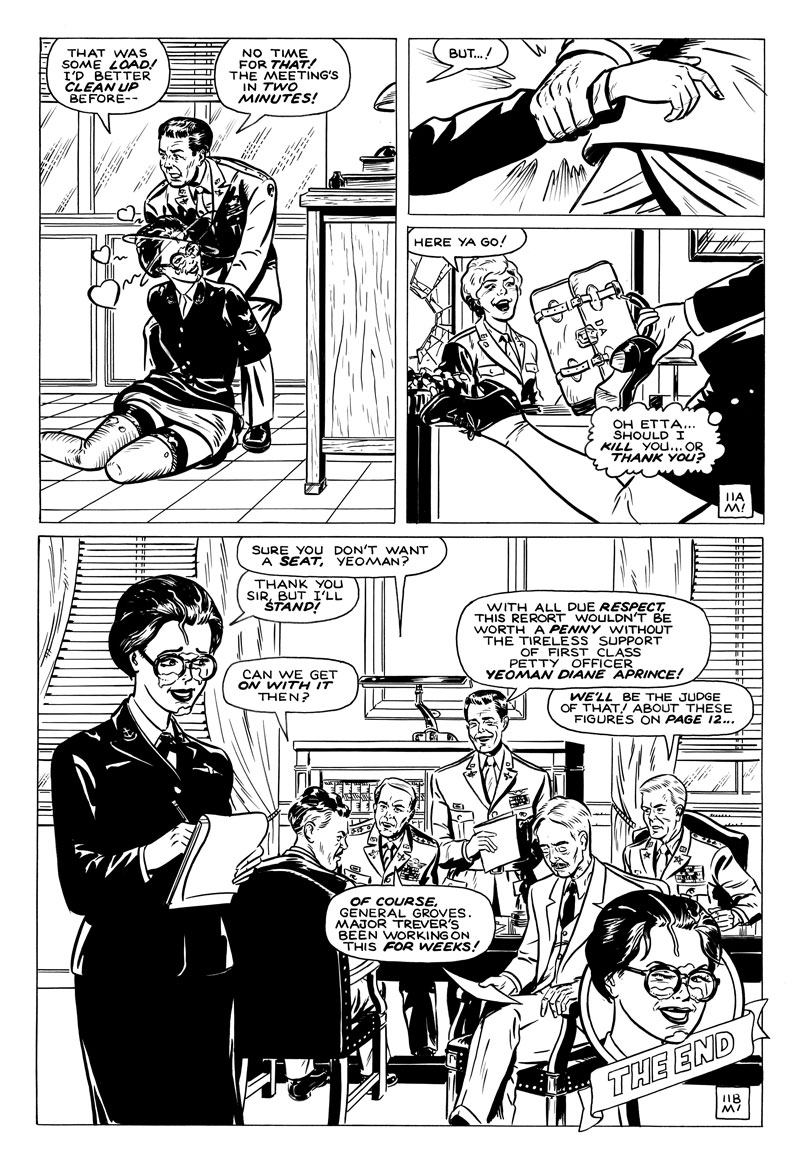 THAT WAS
SOME LOAD!
I'D BETTER
CLEAN UP
BEFORE--
NO TIME
FOR THAT!
THE MEETING'S
IN TWO
MINUTES!
BUT...!
HERE YA GO!
D.A.
OH ETTA...
SHOULD I
KILL YOU...OR
THANK YOU?
11A
M!
SURE YOU DON'T WANT
A SEAT, YEOMAN?
THANK YOU
SIR, BUT I'LL
STAND!
CAN WE GET
ON WITH IT
THEN?
WITH ALL DUE RESPECT,
THIS RERORT WOULDN'T BE
WORTH A PENNY WITHOUT
THE TIRELESS SUPPORT
OF FIRST CLASS
PETTY OFFICER
YEOMAN DIANE APRINCE!
WE'LL BE THE JUDGE
OF THAT! ABOUT THESE
FIGURES ON PAGE 12...
OF COURSE,
GENERAL GROVES.
MAJOR TREVER'S
BEEN WORKING ON
THIS FOR WEEKS!
THE END
11B
M!